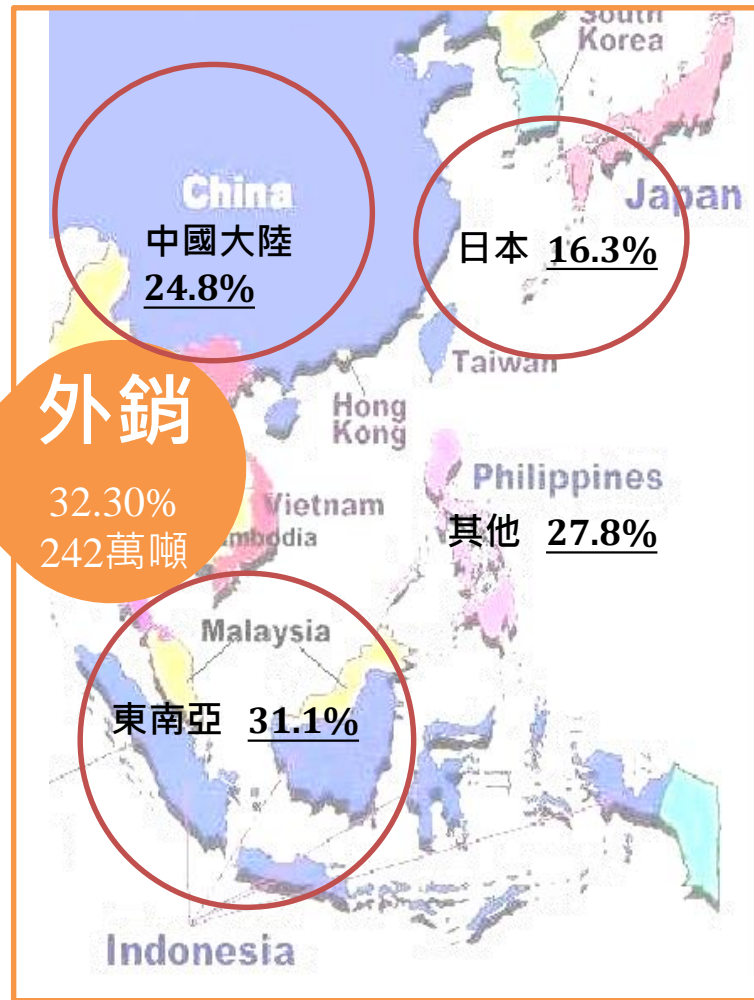 South
Korea
China
中國大陸
24.8%
Japan
日本 16.3%
Taiwan
外銷
32.30%
242萬噸
Hong
Kong
Philippines
Vietnam
其他 27.8%
Malaysia
東南亞 31.1%
Indonesia